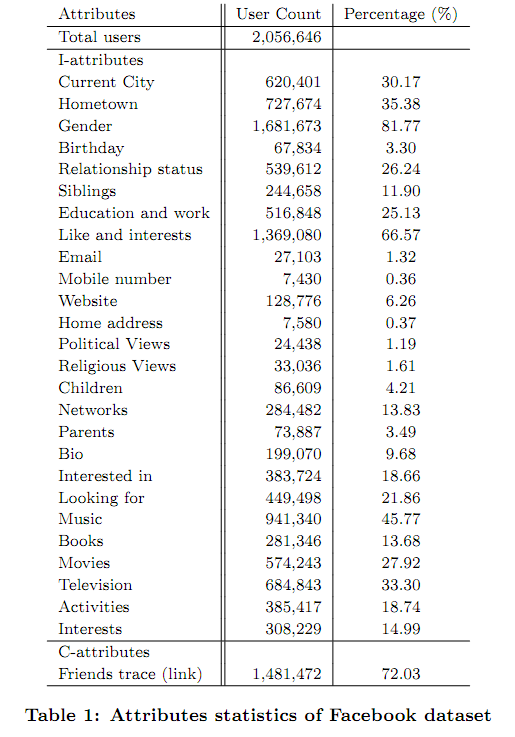 Attributes User Count Percentage (%)
Total users 2,056,646
I-attributes
Current City 620,401 30.17
Hometown 727,674 35.38
Gender 1,681,673 81.77
Birthday 67,834 3.30
Relationship status 539,612 26.24
Siblings 244,658 11.90
Education and work 516,848 25.13
Like and interests 1,369,080 66.57
Email 27,103 1.32
Mobile number 7,430 0.36
Website 128,776 6.26
Home address 7,580 0.37
Political Views 24,438 1.19
Religious Views 33,036 1.61
Children 86,609 4.21
Networks 284,482 13.83
Parents 73,887 3.49
Bio 199,070 9.68
Interested in 383,724 18.66
Looking for 449,498 21.86
Music 941,340 45.77
Books 281,346 13.68
Movies 574,243 27.92
Television 684,843 33.30
Activities 385,417 18.74
Interests 308,229 14.99
C-attributes
Friends trace (link) 1,481,472 72.03
Table 1: Attributes statistics of Facebook dataset